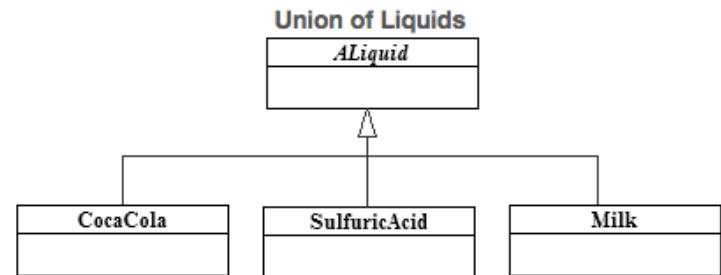 Union of Liquids
ALiquid
CocaCola
SulfuricAcid
Milk